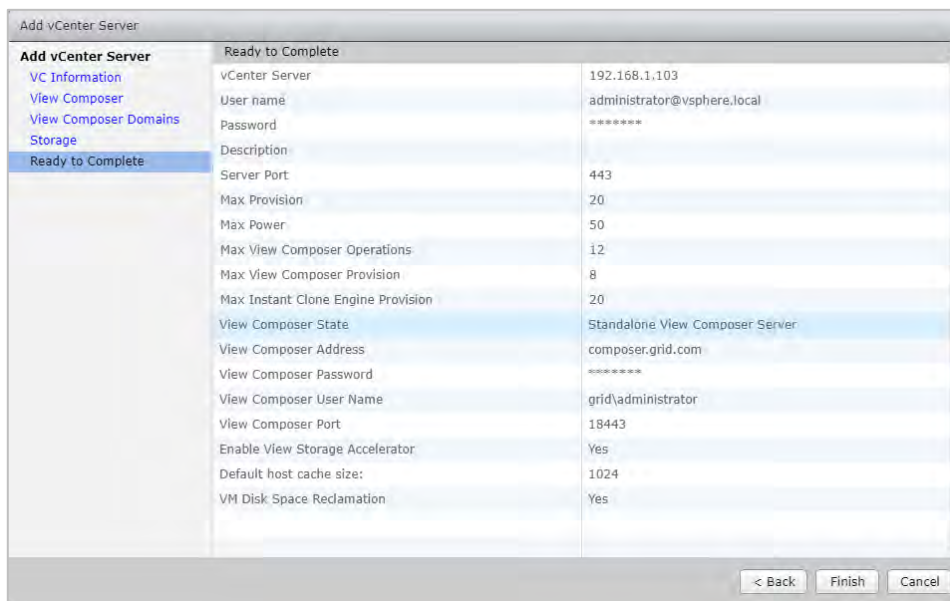 Add vCenter Server
Add vCenter Server
VC Information
View Composer
View Composer Domains
Storage
Ready to Complete
Ready to Complete
vCenter Server 192.168.1.103
User name administrator@vsphere.local
Password *******
Description
Server Port 443
Max Provision 20
Max Power 50
Max View Composer Operations 12
Max View Composer Provision 8
Max Instant Clone Engine Provision 20
View Composer State Standalone View Composer Server
View Composer Address composer.grid.com
View Composer Password *******
View Composer User Name grid\administrator
View Composer Port 18443
Enable View Storage Accelerator Yes
Default host cache size: 1024
VM Disk Space Reclamation Yes
< Back Finish Cancel